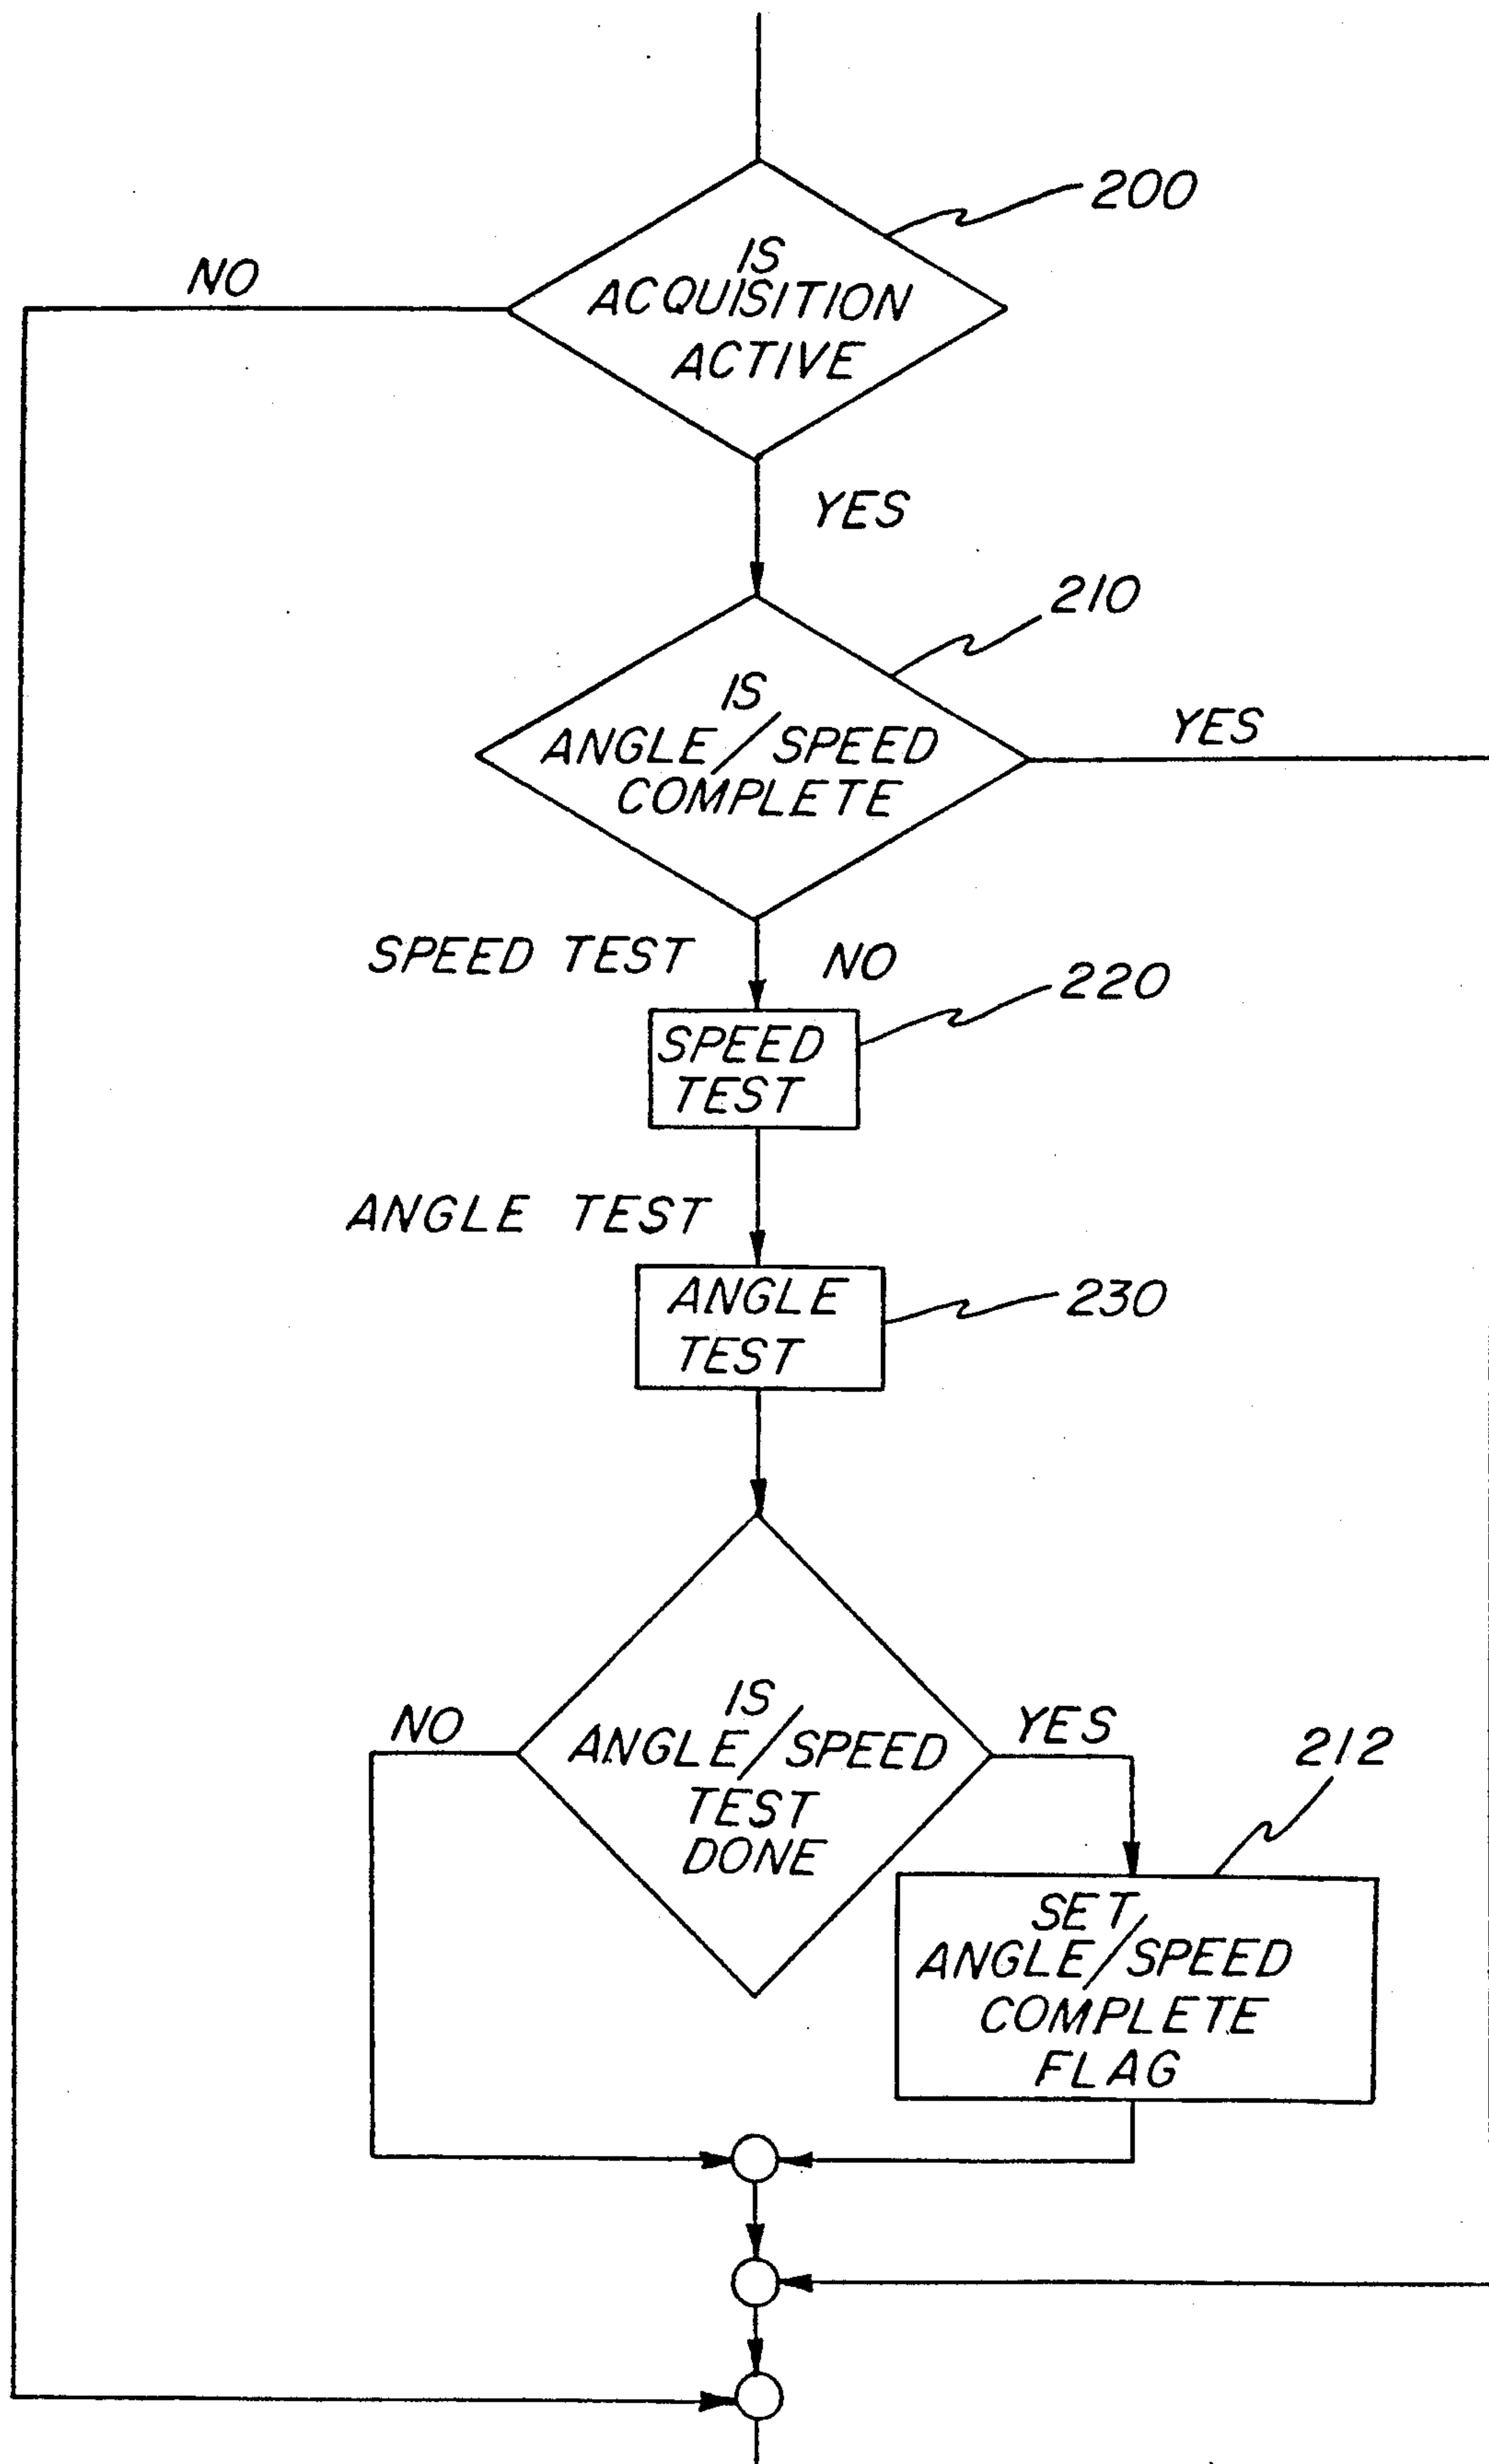 200
IS
ACQUISITION
ACTIVE
NO
YES
210
IS
ANGLE/SPEED
COMPLETE
YES
SPEED TEST
NO
220
SPEED
TEST
ANGLE TEST
230
ANGLE
TEST
IS
ANGLE/SPEED
TEST
DONE
NO
YES
212
SET
ANGLE/SPEED
COMPLETE
FLAG